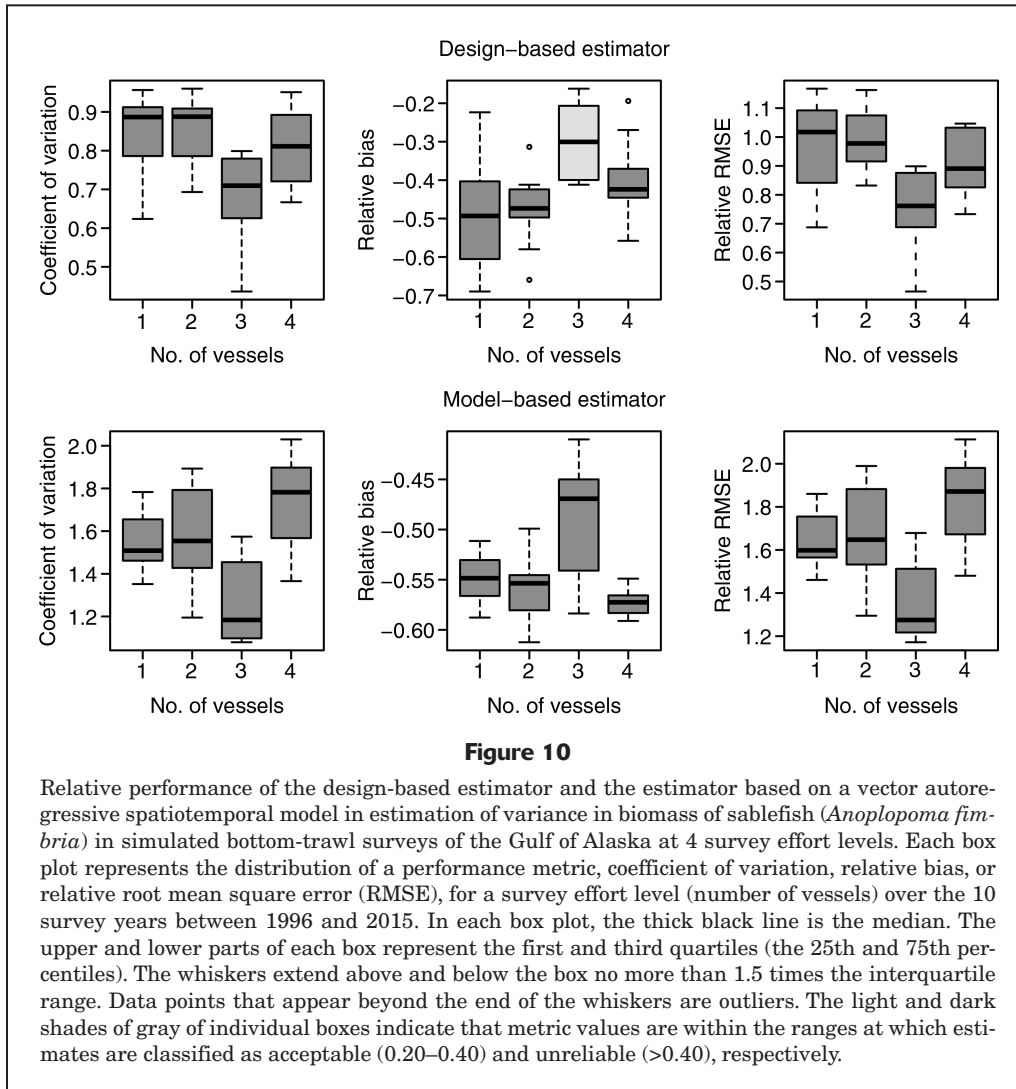 Design–based estimator
Coefficient of variation
0.9
0.8
0.7
0.6
0.5
1 2 3 4
No. of vessels
Relative bias
−0.2
−0.3
−0.4
−0.5
−0.6
−0.7
1 2 3 4
No. of vessels
Relative RMSE
1.1
1.0
0.9
0.8
0.7
0.6
0.5
1 2 3 4
No. of vessels
Model–based estimator
Coefficient of variation
2.0
1.8
1.6
1.4
1.2
1 2 3 4
No. of vessels
Relative bias
−0.45
−0.50
−0.55
−0.60
1 2 3 4
No. of vessels
Relative RMSE
2.0
1.8
1.6
1.4
1.2
1 2 3 4
No. of vessels
Figure 10
Relative performance of the design-based estimator and the estimator based on a vector autore-
gressive spatiotemporal model in estimation of variance in biomass of sablefish (Anoplopoma fim-
bria) in simulated bottom-trawl surveys of the Gulf of Alaska at 4 survey effort levels. Each box
plot represents the distribution of a performance metric, coefficient of variation, relative bias, or
relative root mean square error (RMSE), for a survey effort level (number of vessels) over the 10
survey years between 1996 and 2015. In each box plot, the thick black line is the median. The
upper and lower parts of each box represent the first and third quartiles (the 25th and 75th per-
centiles). The whiskers extend above and below the box no more than 1.5 times the interquartile
range. Data points that appear beyond the end of the whiskers are outliers. The light and dark
shades of gray of individual boxes indicate that metric values are within the ranges at which esti-
mates are classified as acceptable (0.20–0.40) and unreliable (>0.40), respectively.